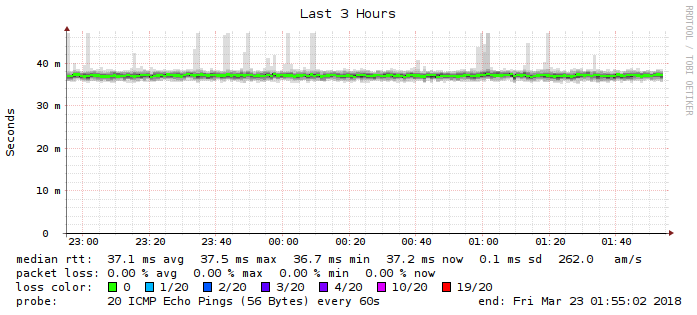 Last 3 Hours
RRDTOOL / TOBI OETIKER
Seconds
40 m
30 m
20 m
10 m
0
23:00 23:20 23:40 00:00 00:20 00:40 01:00 01:20 01:40
median rtt: 37.1 ms avg 37.5 ms max 36.7 ms min 37.2 ms now 0.1 ms sd 262.0 am/s
packet loss: 0.00 % avg 0.00 % max 0.00 % min 0.00 % now
loss color: 0 1/20 2/20 3/20 4/20 10/20 19/20
probe: 20 ICMP Echo Pings (56 Bytes) every 60s end: Fri Mar 23 01:55:02 2018